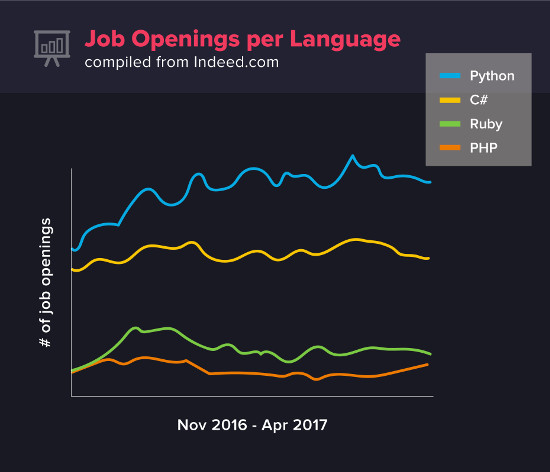 Job Openings per Language
compiled from Indeed.com
Python
C#
Ruby
PHP
# of job openings
Nov 2016 - Apr 2017